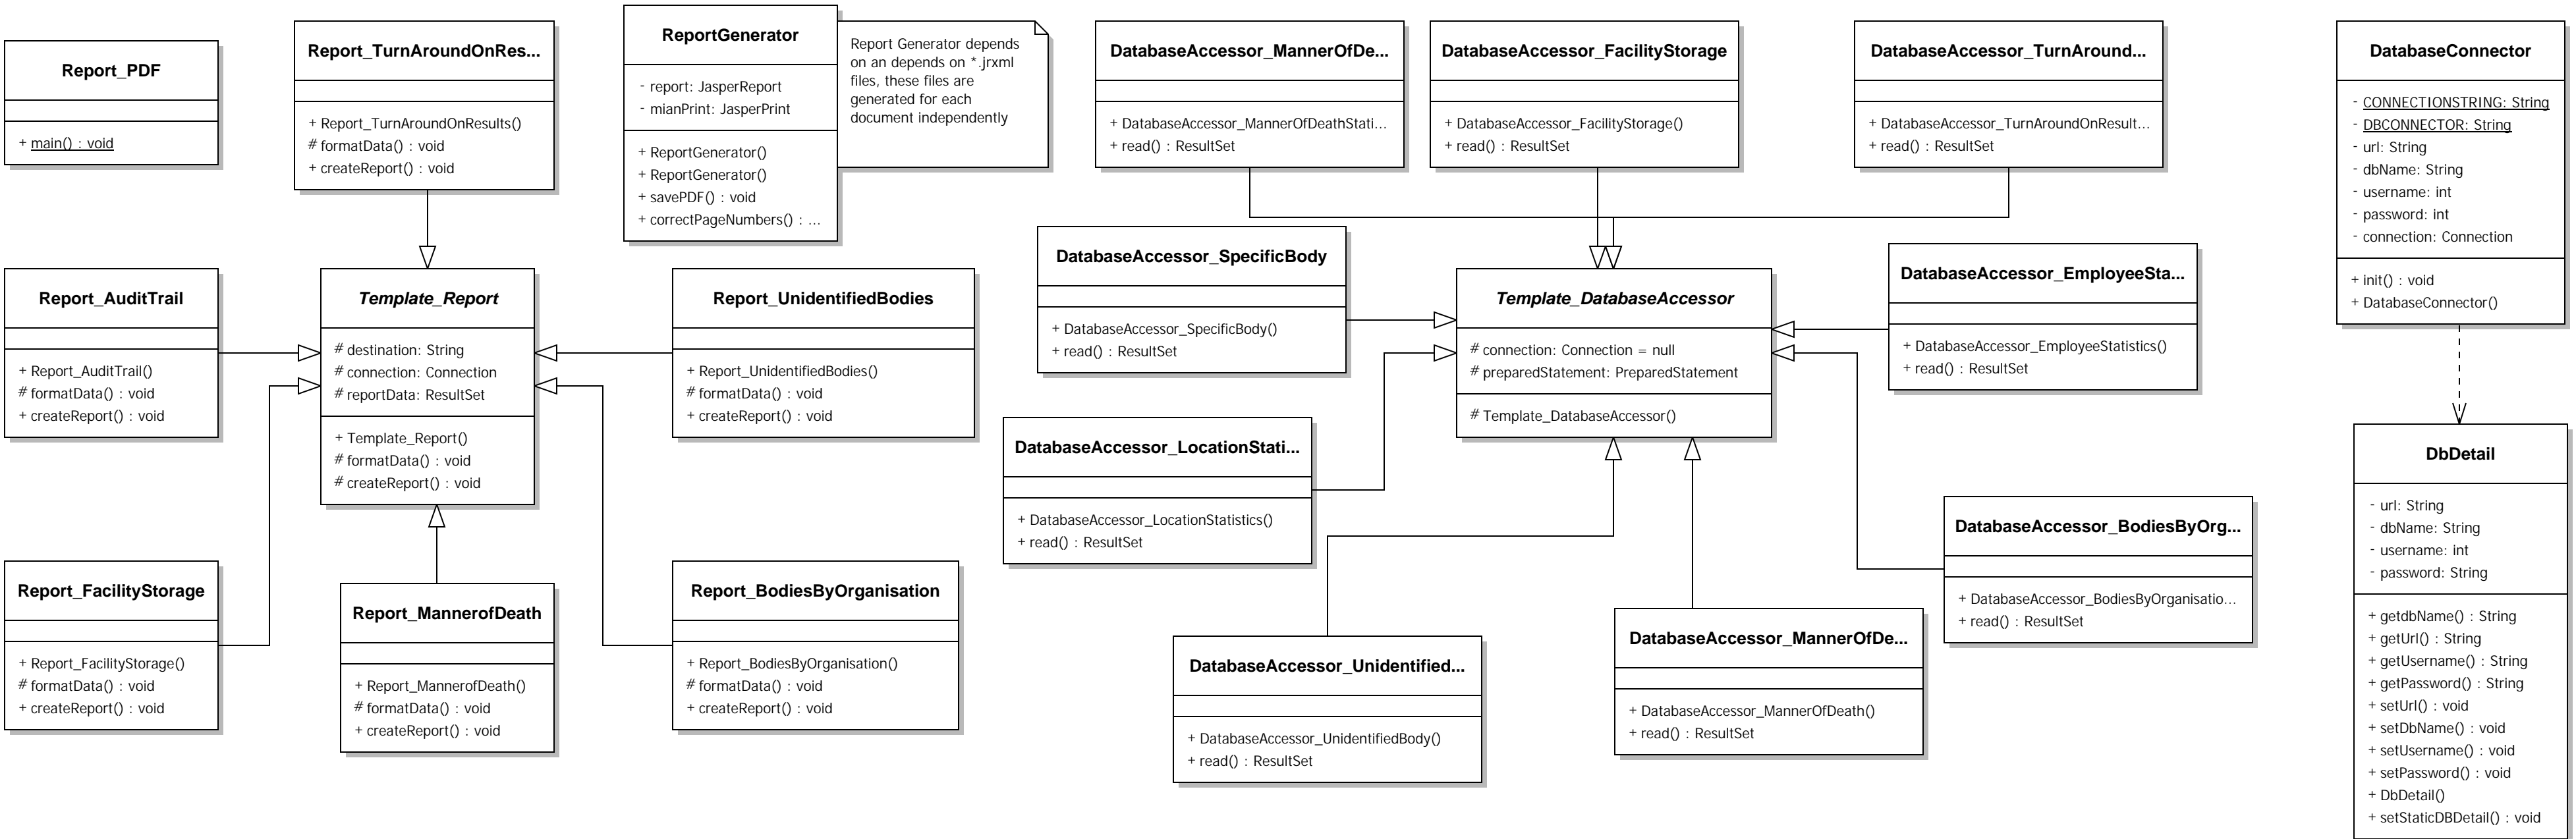 Report_PDF
+ main() : void
Report_TurnAroundOnRes...
+ Report_TurnAroundOnResults()
# formatData() : void
+ createReport() : void
ReportGenerator
- report: JasperReport
- mianPrint: JasperPrint
+ ReportGenerator()
+ ReportGenerator()
+ savePDF() : void
+ correctPageNumbers() : ...
Report Generator depends
on an depends on *.jrxml
files, these files are
generated for each
document independently
DatabaseAccessor_MannerOfDe...
+ DatabaseAccessor_MannerOfDeathStati...
+ read() : ResultSet
DatabaseAccessor_FacilityStorage
+ DatabaseAccessor_FacilityStorage()
+ read() : ResultSet
DatabaseAccessor_TurnAround...
+ DatabaseAccessor_TurnAroundOnResult...
+ read() : ResultSet
DatabaseConnector
- CONNECTIONSTRING: String
- DBCONNECTOR: String
- url: String
- dbName: String
- username: int
- password: int
- connection: Connection
+ init() : void
+ DatabaseConnector()
Report_AuditTrail
+ Report_AuditTrail()
# formatData() : void
+ createReport() : void
Template_Report
# destination: String
# connection: Connection
# reportData: ResultSet
+ Template_Report()
# formatData() : void
# createReport() : void
Report_UnidentifiedBodies
+ Report_UnidentifiedBodies()
# formatData() : void
+ createReport() : void
DatabaseAccessor_SpecificBody
+ DatabaseAccessor_SpecificBody()
+ read() : ResultSet
Template_DatabaseAccessor
# connection: Connection = null
# preparedStatement: PreparedStatement
# Template_DatabaseAccessor()
DatabaseAccessor_EmployeeSta...
+ DatabaseAccessor_EmployeeStatistics()
+ read() : ResultSet
DatabaseAccessor_LocationStati...
+ DatabaseAccessor_LocationStatistics()
+ read() : ResultSet
DbDetail
- url: String
- dbName: String
- username: int
- password: String
+ getdbName() : String
+ getUrl() : String
+ getUsername() : String
+ getPassword() : String
+ setUrl() : void
+ setDbName() : void
+ setUsername() : void
+ setPassword() : void
+ DbDetail()
+ setStaticDBDetail() : void
Report_FacilityStorage
+ Report_FacilityStorage()
# formatData() : void
+ createReport() : void
Report_MannerofDeath
+ Report_MannerofDeath()
# formatData() : void
+ createReport() : void
Report_BodiesByOrganisation
+ Report_BodiesByOrganisation()
# formatData() : void
+ createReport() : void
DatabaseAccessor_Unidentified...
+ DatabaseAccessor_UnidentifiedBody()
+ read() : ResultSet
DatabaseAccessor_MannerOfDe...
+ DatabaseAccessor_MannerOfDeath()
+ read() : ResultSet
DatabaseAccessor_BodiesByOrg...
+ DatabaseAccessor_BodiesByOrganisatio...
+ read() : ResultSet